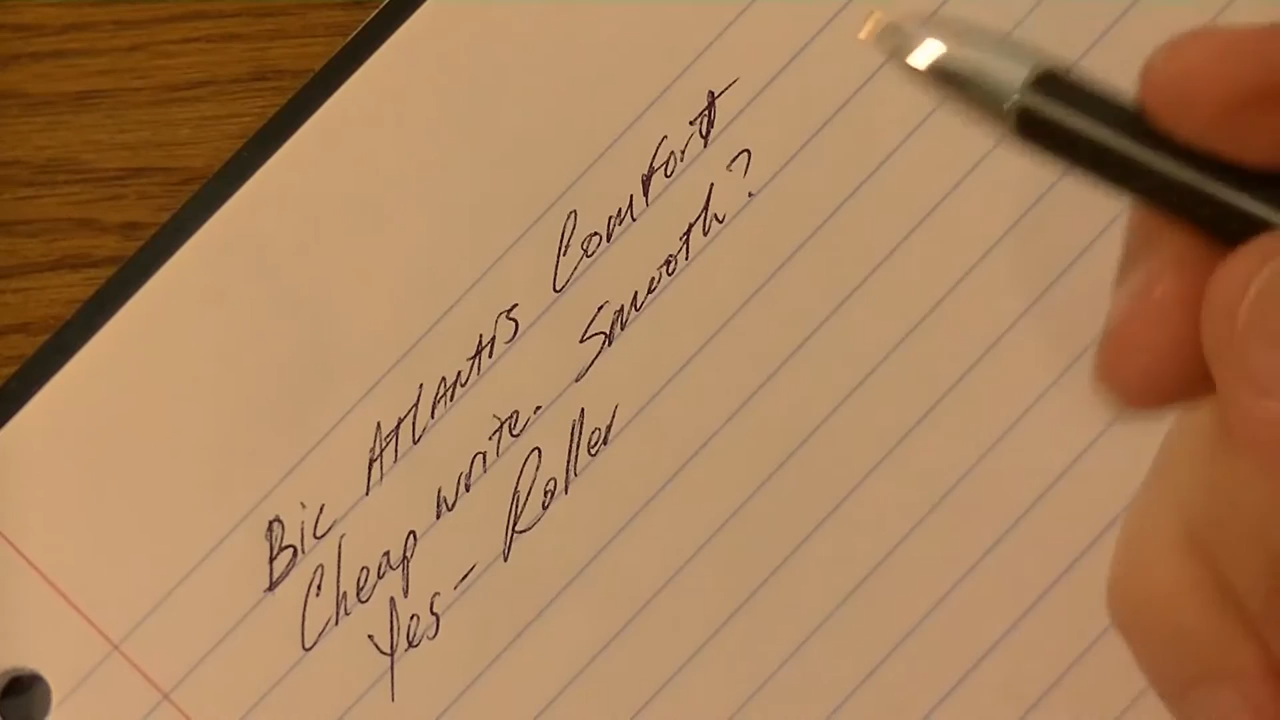 Bic Atlantis Comfort
Cheap write. Smooth?
Yes - Roller